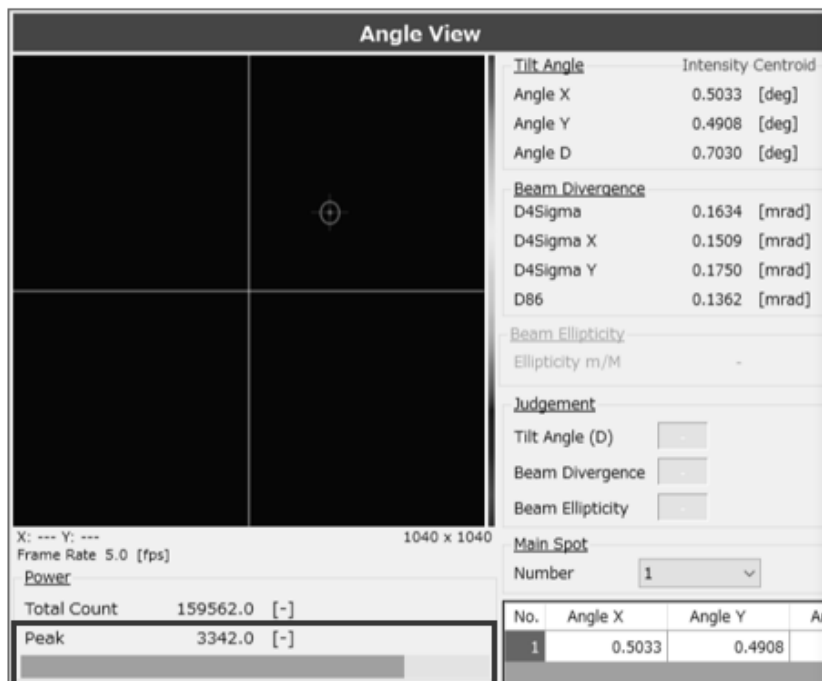 Angle View
Tilt Angle Intensity Centroid
Angle X 0.5033 [deg]
Angle Y 0.4908 [deg]
Angle D 0.7030 [deg]
Beam Divergence
D4Sigma 0.1634 [mrad]
D4Sigma X 0.1509 [mrad]
D4Sigma Y 0.1750 [mrad]
D86 0.1362 [mrad]
Beam Ellipticity
Ellipticity m/M -
Judgement
Tilt Angle (D) -
Beam Divergence -
Beam Ellipticity -
X: --- Y: --- 1040 x 1040
Frame Rate 5.0 [fps]
Main Spot
Number 1
Power
Total Count 159562.0 [-]
Peak 3342.0 [-]
No. Angle X Angle Y
1 0.5033 0.4908